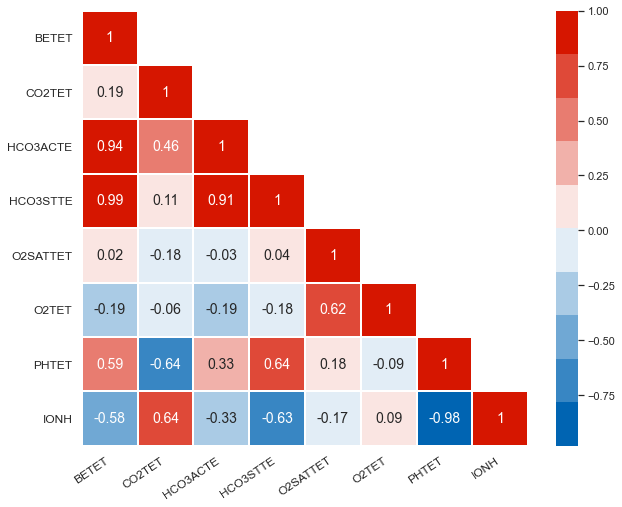 BETET 1
CO2TET 0.19 1
HCO3ACTE 0.94 0.46 1
HCO3STTE 0.99 0.11 0.91 1
O2SATTET 0.02 -0.18 -0.03 0.04 1
O2TET -0.19 -0.06 -0.19 -0.18 0.62 1
PHTET 0.59 -0.64 0.33 0.64 0.18 -0.09 1
IONH -0.58 0.64 -0.33 -0.63 -0.17 0.09 -0.98 1
BETET CO2TET HCO3ACTE HCO3STTE O2SATTET O2TET PHTET IONH
1.00
0.75
0.50
0.25
0.00
-0.25
-0.50
-0.75